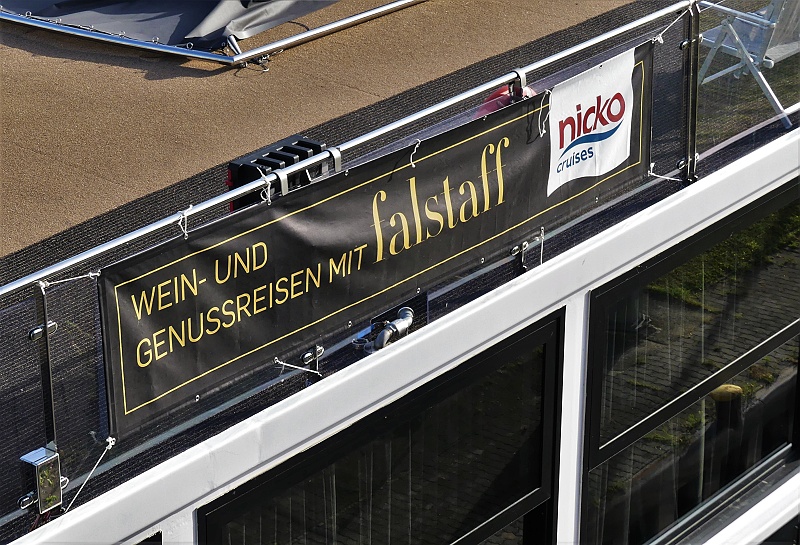 WEIN- UND
GENUSSREISEN MIT falstaff
nicko
cruises